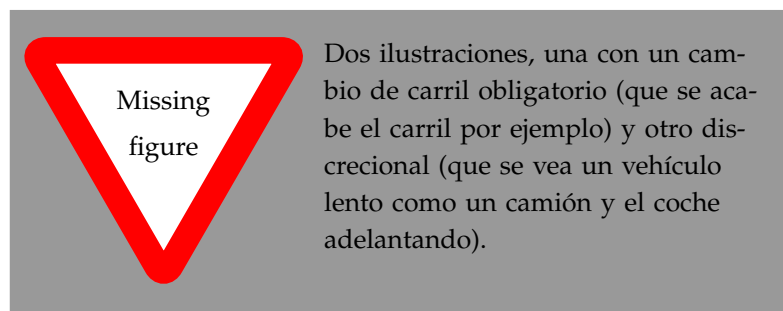 Missing
figure
Dos ilustraciones, una con un cam-
bio de carril obligatorio (que se aca-
be el carril por ejemplo) y otro dis-
crecional (que se vea un vehículo
lento como un camión y el coche
adelantando).